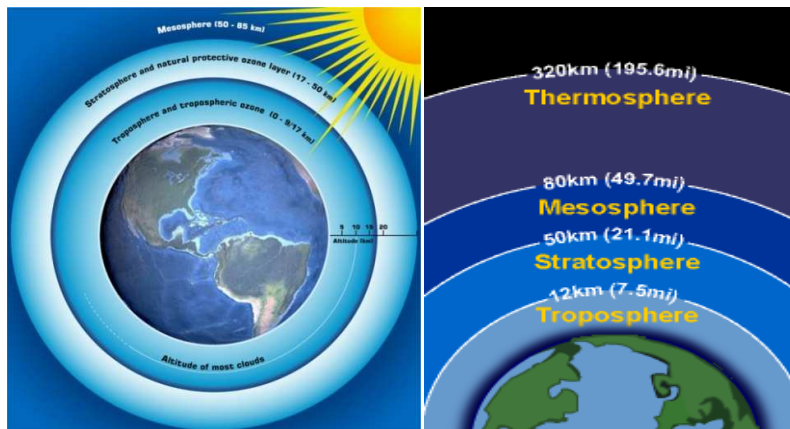 Mesosphere (50 - 85 km)
Stratosphere and natural protective ozone layer (17 - 50 km)
Troposphere and tropospheric ozone (0 - 9/17 km)
5 10 15 20
Altitude (km)
Altitude of most clouds
320km (195.6mi)
Thermosphere
80km (49.7mi)
Mesosphere
50km (21.1mi)
Stratosphere
12km (7.5mi)
Troposphere